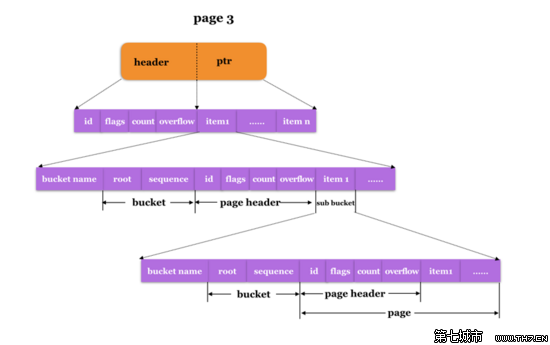 page 3
header ptr
id flags count overflow item1 ...... item n
bucket name root sequence id flags count overflow item 1 ......
bucket page header sub bucket
bucket name root sequence id flags count overflow item1 ......
bucket page header
page
第七城市 WWW.TH7.CN